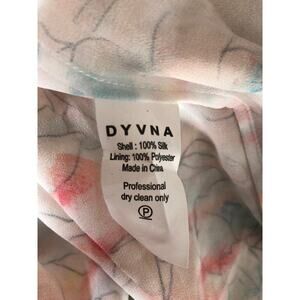 DYVNA
Shell : 100% Silk
Lining: 100% Polyester
Made in China
Professional
dry clean only
P